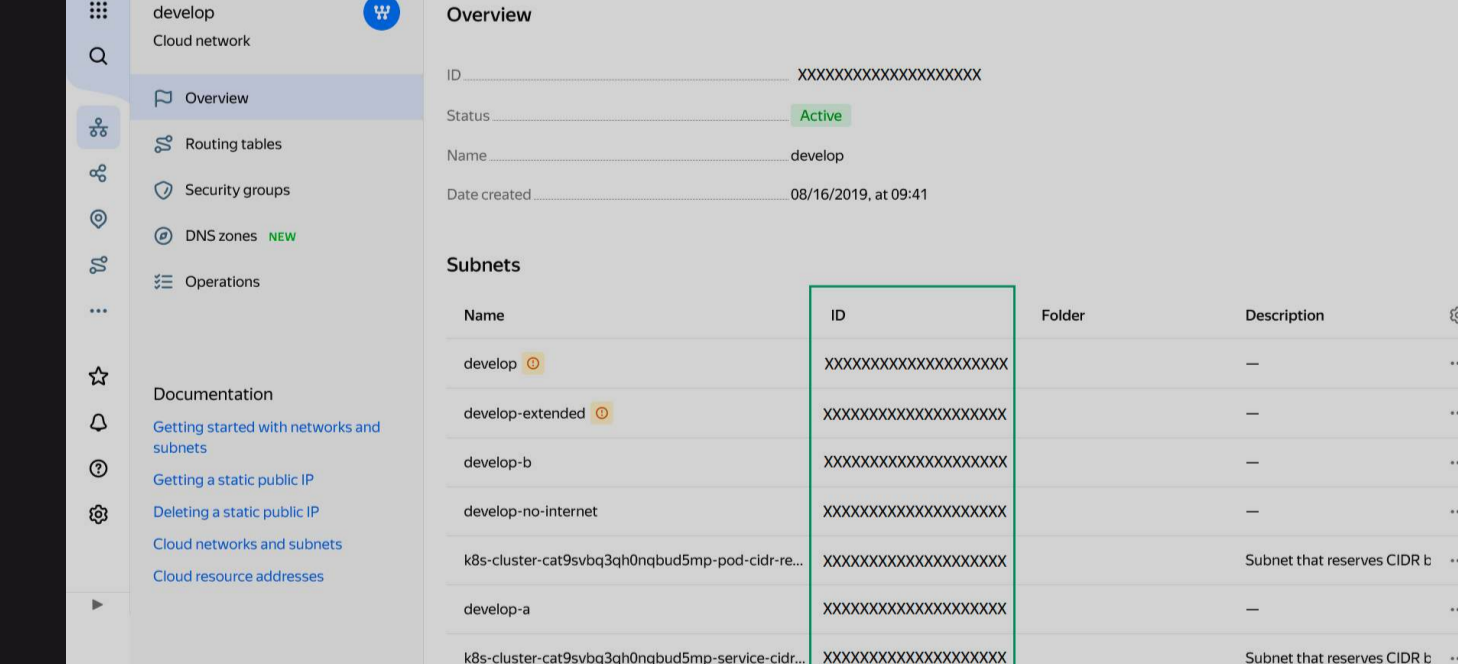 develop
Cloud network
Overview
Routing tables
Security groups
DNS zones NEW
Operations
Documentation
Getting started with networks and
subnets
Getting a static public IP
Deleting a static public IP
Cloud networks and subnets
Cloud resource addresses
Overview
ID XXXXXXXXXXXXXXXXXXXX
Status Active
Name develop
Date created 08/16/2019, at 09:41
Subnets
Name ID Folder Description
develop XXXXXXXXXXXXXXXXXXXX —
develop-extended XXXXXXXXXXXXXXXXXXXX —
develop-b XXXXXXXXXXXXXXXXXXXX —
develop-no-internet XXXXXXXXXXXXXXXXXXXX —
k8s-cluster-cat9svbq3qh0nqbud5mp-pod-cidr-re... XXXXXXXXXXXXXXXXXXXX Subnet that reserves CIDR b
develop-a XXXXXXXXXXXXXXXXXXXX —
k8s-cluster-cat9svbq3qh0nqbud5mp-service-cidr... XXXXXXXXXXXXXXXXXXXX Subnet that reserves CIDR b